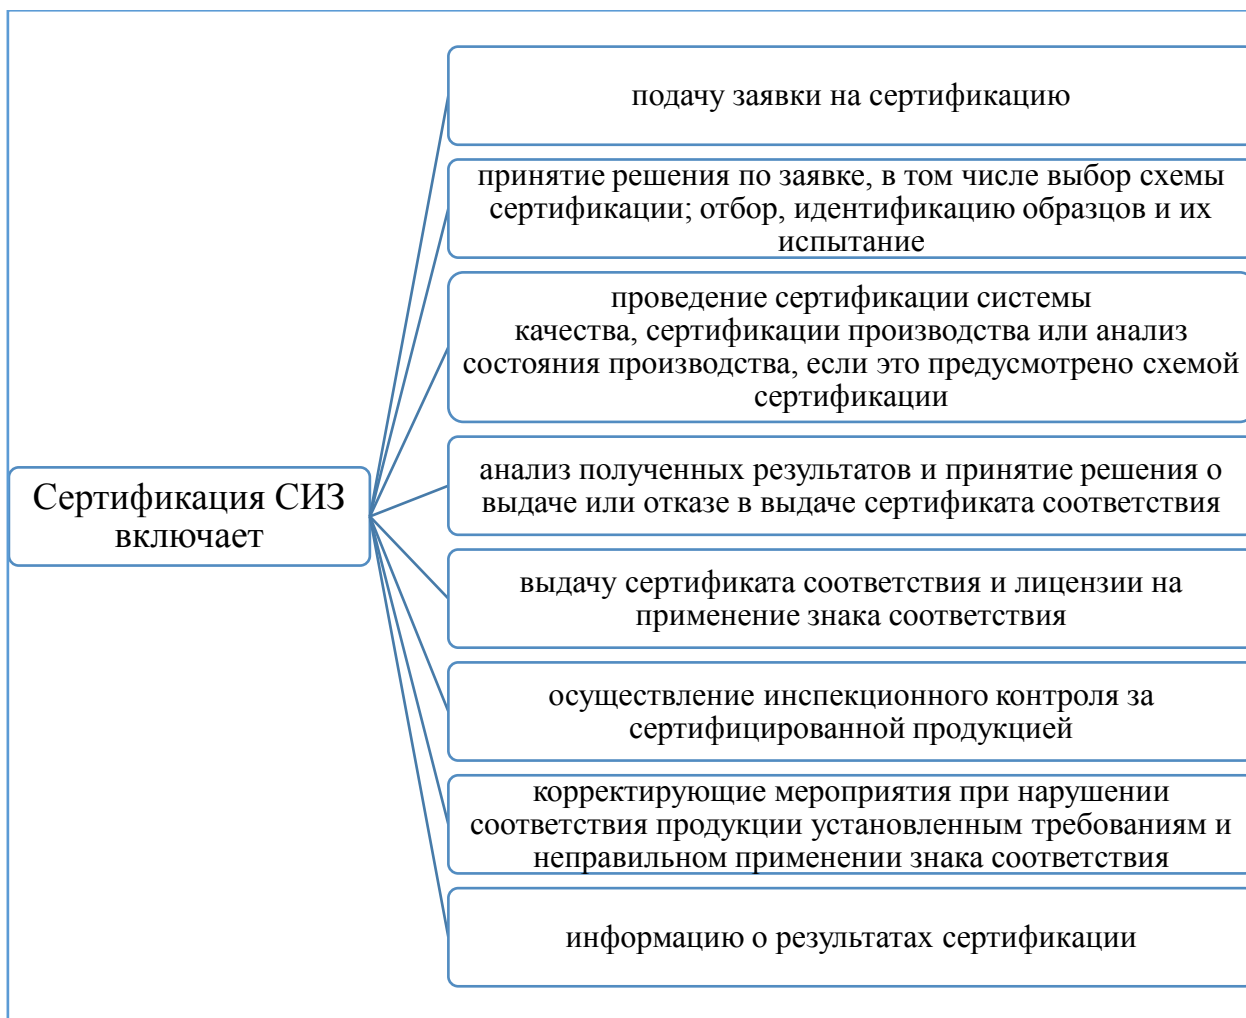 подачу заявки на сертификацию
принятие решения по заявке, в том числе выбор схемы
сертификации; отбор, идентификацию образцов и их
испытание
проведение сертификации системы
качества, сертификации производства или анализ
состояния производства, если это предусмотрено схемой
сертификации
анализ полученных результатов и принятие решения о
выдаче или отказе в выдаче сертификата соответствия
Сертификация СИЗ
включает
выдачу сертификата соответствия и лицензии на
применение знака соответствия
осуществление инспекционного контроля за
сертифицированной продукцией
корректирующие мероприятия при нарушении
соответствия продукции установленным требованиям и
неправильном применении знака соответствия
информацию о результатах сертификации